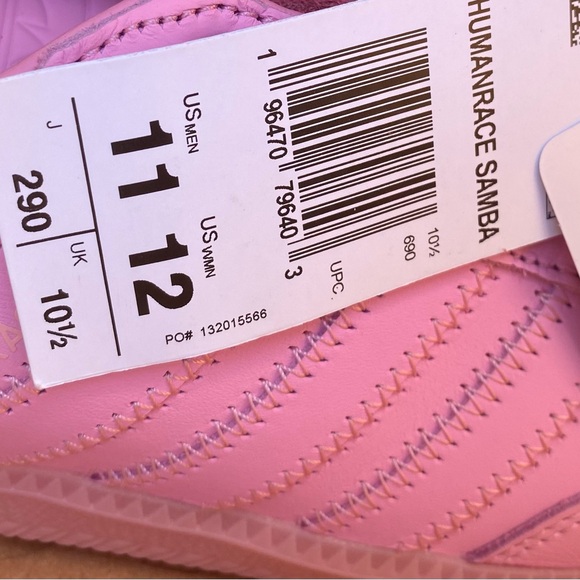 HUMANRACE SAMBA
1 96470 79640 3
UPC
10½
690
US MEN
11
US WMN
12
PO# 132015566
J
290
UK
10½